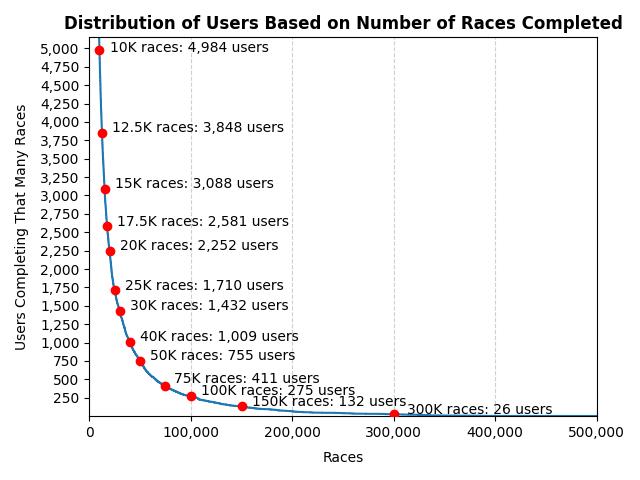 Distribution of Users Based on Number of Races Completed
Users Completing That Many Races
5,000
4,750
4,500
4,250
4,000
3,750
3,500
3,250
3,000
2,750
2,500
2,250
2,000
1,750
1,500
1,250
1,000
750
500
250
10K races: 4,984 users
12.5K races: 3,848 users
15K races: 3,088 users
17.5K races: 2,581 users
20K races: 2,252 users
25K races: 1,710 users
30K races: 1,432 users
40K races: 1,009 users
50K races: 755 users
75K races: 411 users
100K races: 275 users
150K races: 132 users
300K races: 26 users
0
100,000
200,000
300,000
400,000
500,000
Races